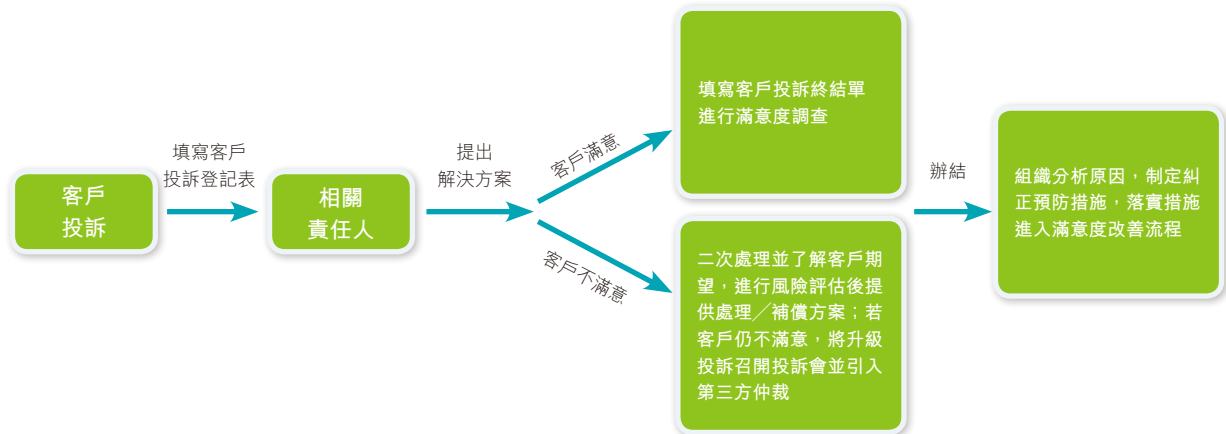 客戶
投訴
填寫客戶
投訴登記表
相關
責任人
提出
解決方案
客戶滿意
客戶不滿意
填寫客戶投訴終結單
進行滿意度調查
二次處理並了解客戶期
望，進行風險評估後提
供處理／補償方案；若
客戶仍不滿意，將升級
投訴召開投訴會並引入
第三方仲裁
辦結
組織分析原因，制定糾
正預防措施，落實措施
進入滿意度改善流程